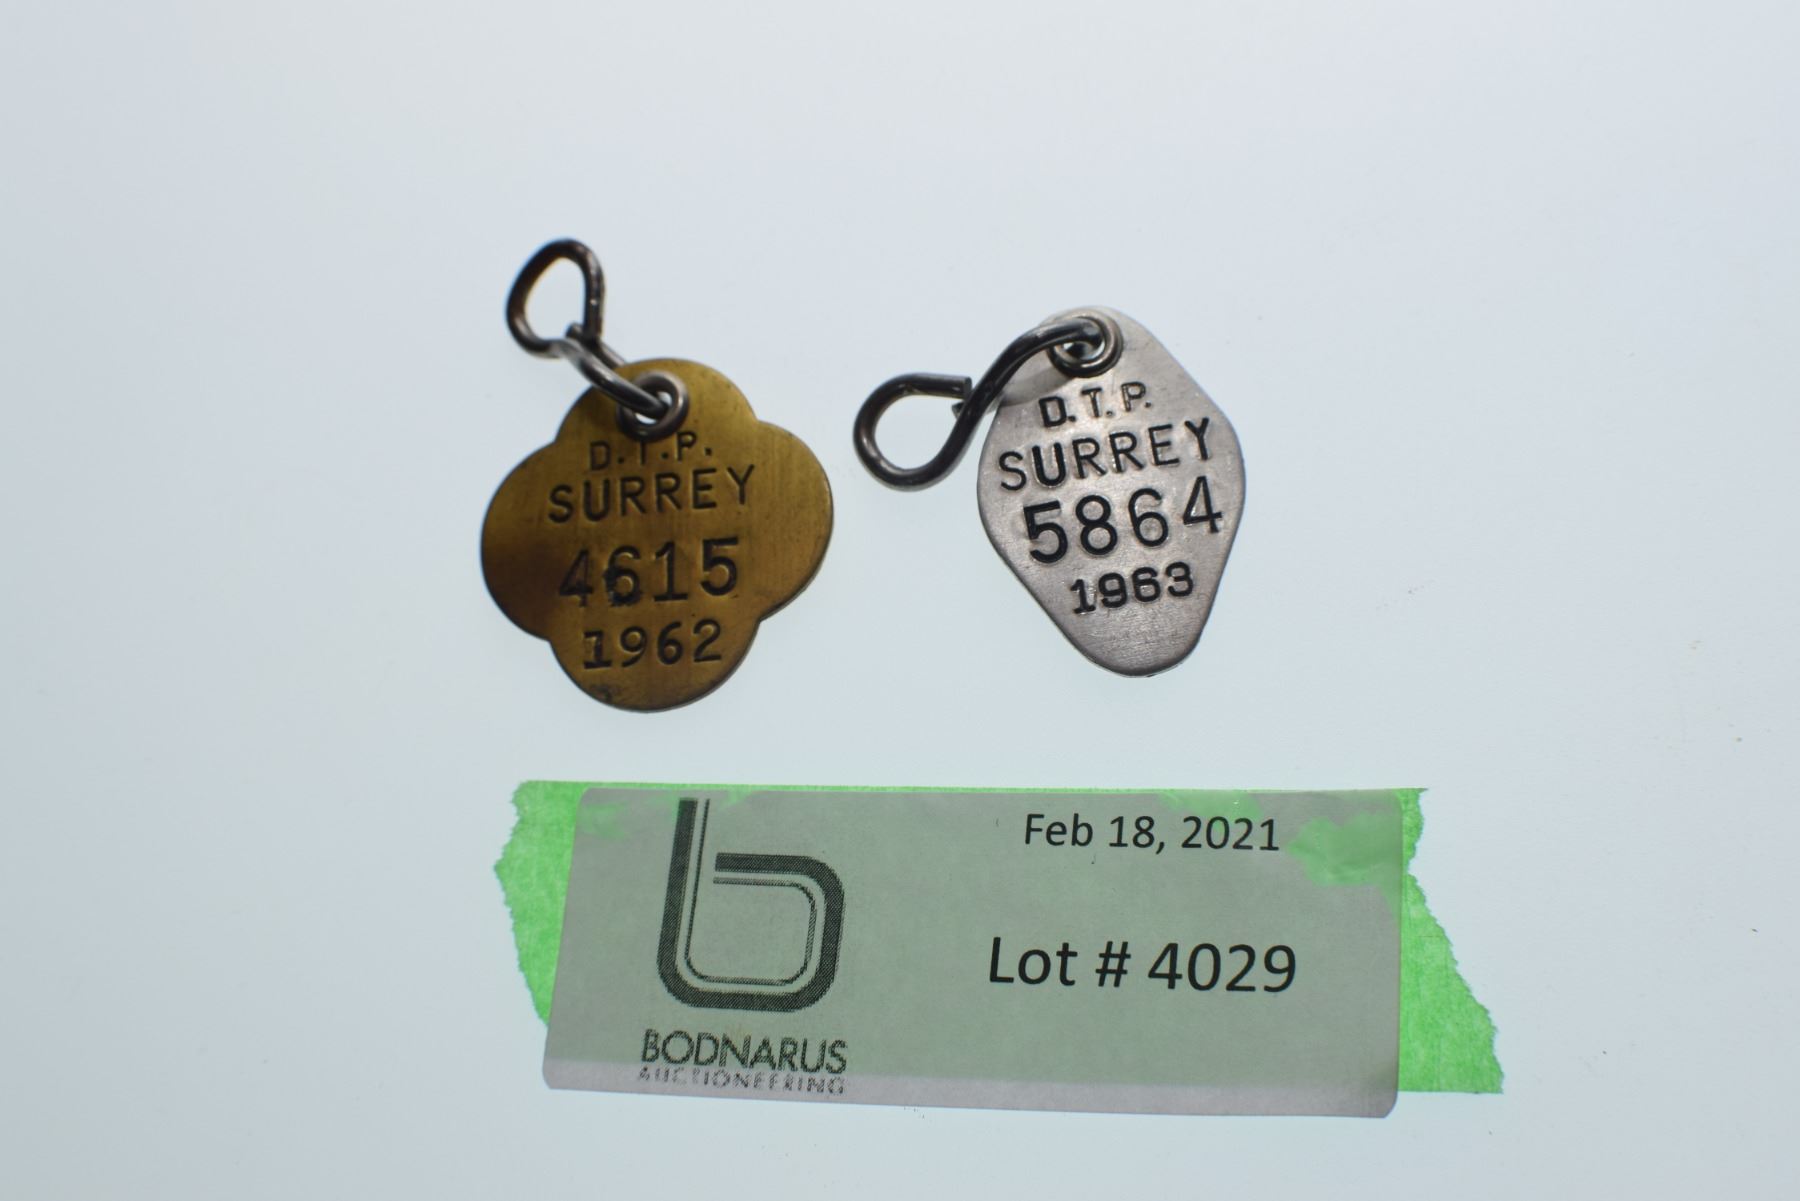 D.T.P.
SURREY
4615
1962
D.T.P.
SURREY
5864
1963
Feb 18, 2021
Lot # 4029
BODNARUS
AUCTIONEERING